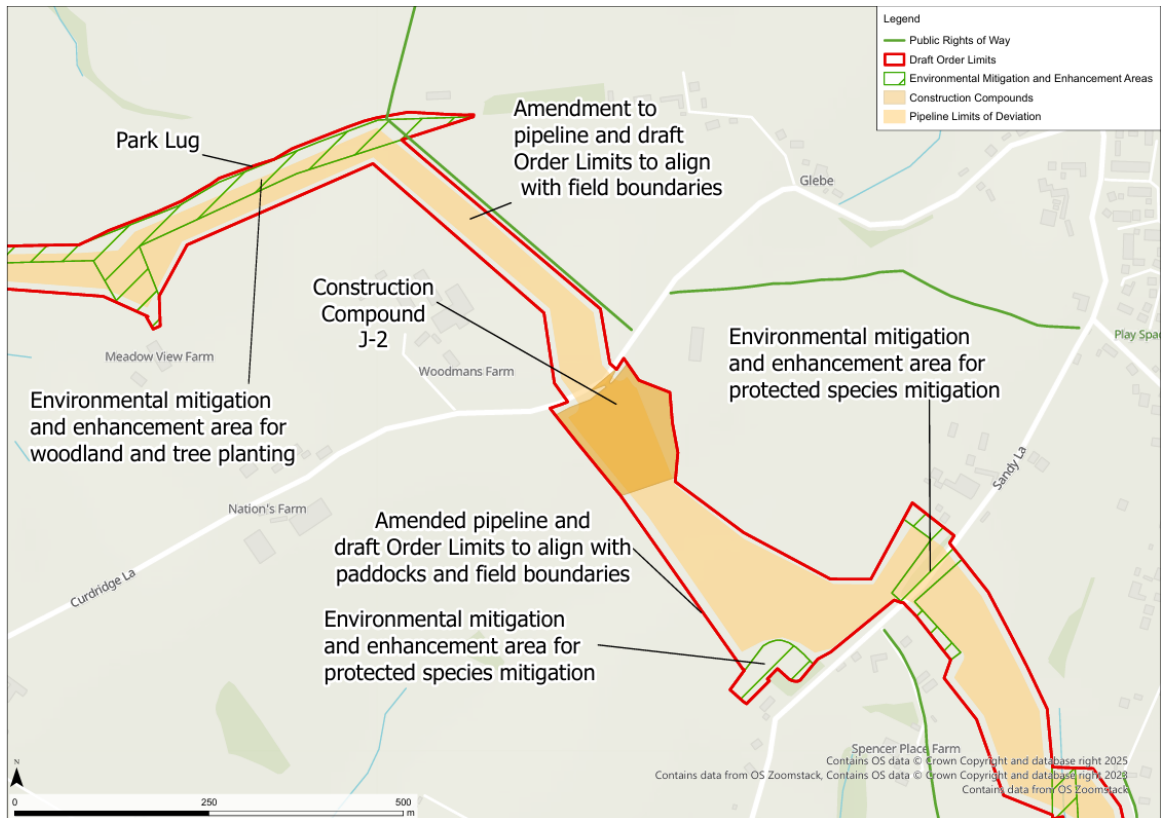 Legend
Public Rights of Way
Draft Order Limits
Environmental Mitigation and Enhancement Areas
Construction Compounds
Pipeline Limits of Deviation
Amendment to
pipeline and draft
Order Limits to align
with field boundaries
Park Lug
Glebe
Construction
Compound
J-2
Environmental mitigation
and enhancement area for
protected species mitigation
Play Spac
Meadow View Farm
Woodmans Farm
Environmental mitigation
and enhancement area for
woodland and tree planting
Sandy La
Nation's Farm
Amended pipeline and
draft Order Limits to align with
paddocks and field boundaries
Curdridge La
Environmental mitigation
and enhancement area for
protected species mitigation
Spencer Place Farm
Contains OS data © Crown Copyright and database right 2025
Contains data from OS Zoomstack, Contains OS data © Crown Copyright and database right 2023
Contains data from OS Zoomstack
N
0 250 500
m